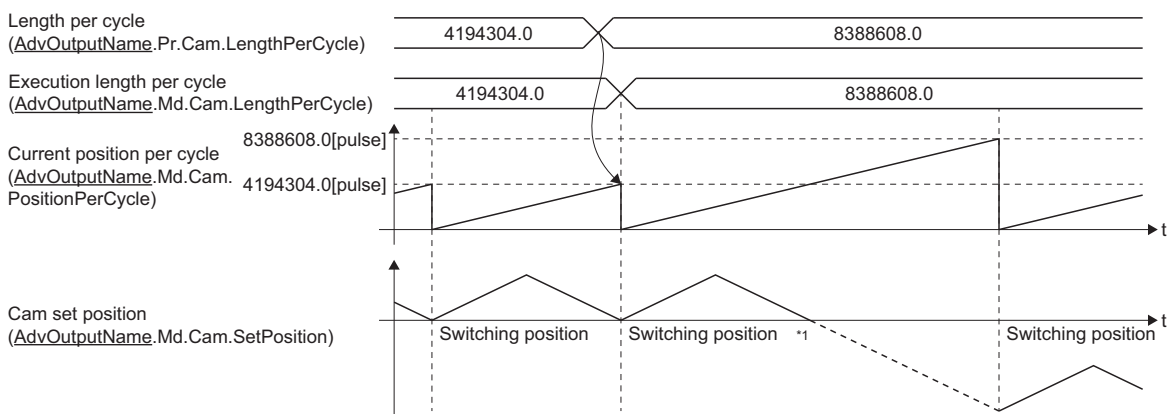 Length per cycle
(AdvOutputName.Pr.Cam.LengthPerCycle)
4194304.0
8388608.0
Execution length per cycle
(AdvOutputName.Md.Cam.LengthPerCycle)
4194304.0
8388608.0
8388608.0[pulse]
Current position per cycle
(AdvOutputName.Md.Cam.
PositionPerCycle)
4194304.0[pulse]
t
Cam set position
(AdvOutputName.Md.Cam.SetPosition)
t
Switching position
Switching position
*1
Switching position